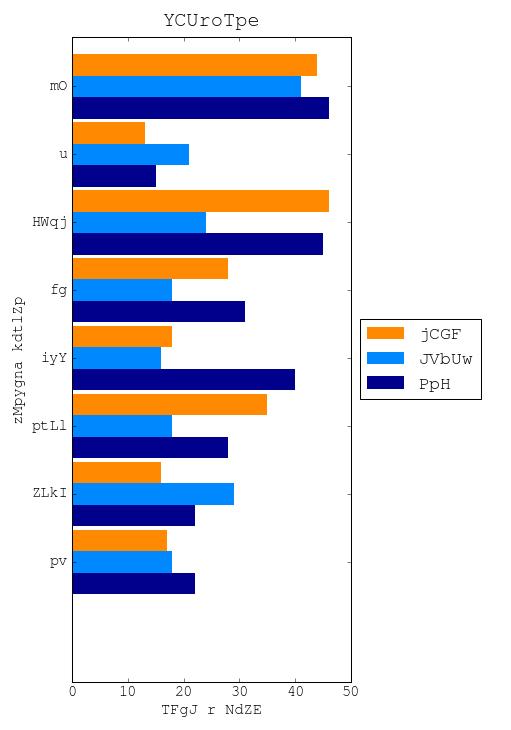 YCUroTpe
mO
u
HWqj
fg
iyY
ptLl
ZLkI
pv
zMpygna kdtlZp
0 10 20 30 40 50
TFgJ r NdZE
jCGF
JVbUw
PpH